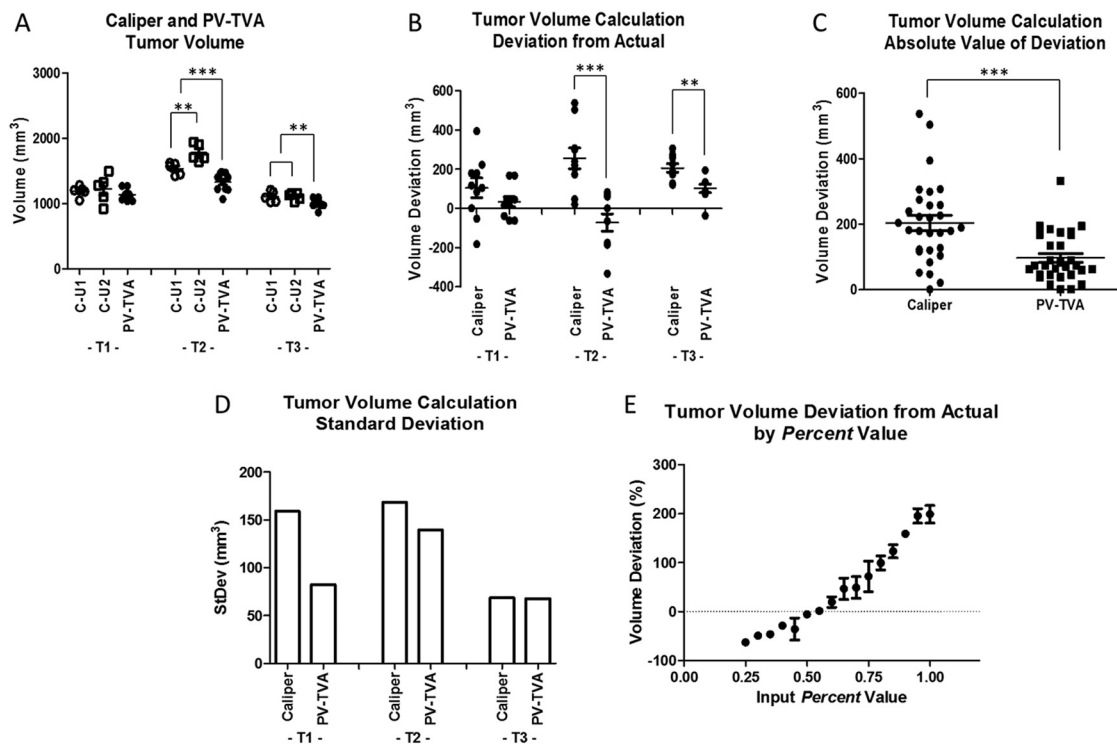 A
Caliper and PV-TVA
Tumor Volume
Volume (mm³)
3000
2000
1000
0
***
**
**
C-U1
C-U2
PV-TVA
C-U1
C-U2
PV-TVA
C-U1
C-U2
PV-TVA
- T1 -
- T2 -
- T3 -
B
Tumor Volume Calculation
Deviation from Actual
Volume Deviation (mm³)
600
400
200
0
-200
-400
***
**
Caliper
PV-TVA
Caliper
PV-TVA
Caliper
PV-TVA
- T1 -
- T2 -
- T3 -
C
Tumor Volume Calculation
Absolute Value of Deviation
Volume Deviation (mm³)
600
400
200
0
***
Caliper
PV-TVA
D
Tumor Volume Calculation
Standard Deviation
StDev (mm³)
200
150
100
50
0
Caliper
PV-TVA
Caliper
PV-TVA
Caliper
PV-TVA
- T1 -
- T2 -
- T3 -
E
Tumor Volume Deviation from Actual
by Percent Value
Volume Deviation (%)
300
200
100
0
-100
0.00
0.25
0.50
0.75
1.00
Input Percent Value